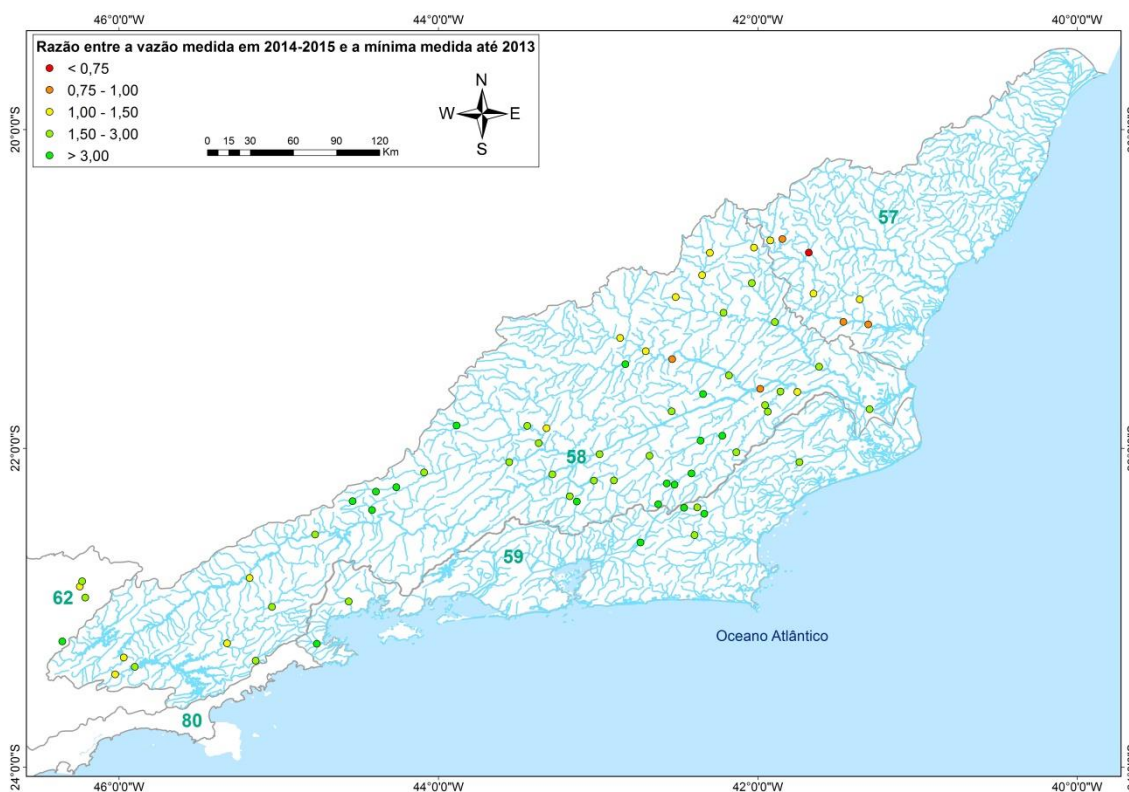 46°0'0"W
44°0'0"W
42°0'0"W
40°0'0"W
Razão entre a vazão medida em 2014-2015 e a mínima medida até 2013
< 0,75
0,75 - 1,00
1,00 - 1,50
1,50 - 3,00
> 3,00
N
W
E
S
0 15 30 60 90 120
Km
20°0'0"S
57
22°0'0"S
58
59
62
Oceano Atlântico
80
24°0'0"S
46°0'0"W
44°0'0"W
42°0'0"W
40°0'0"W